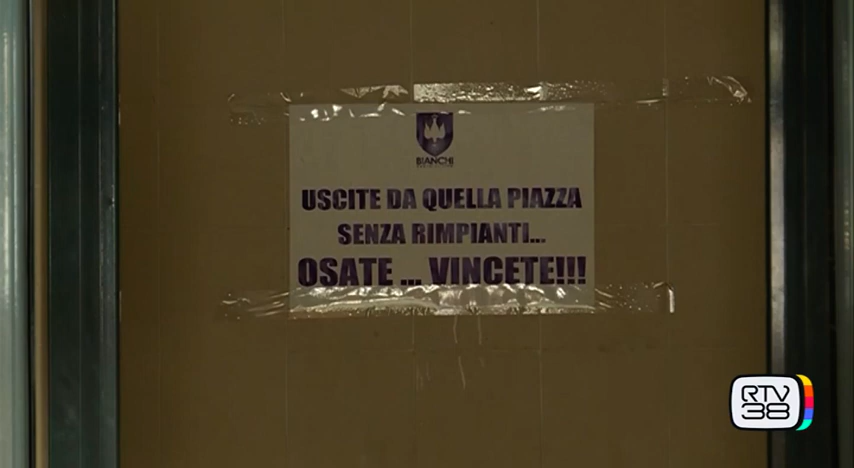 BIANCHI
USCITE DA QUELLA PIAZZA
SENZA RIMPIANTI...
OSATE ... VINCETE!!!
RTV
38